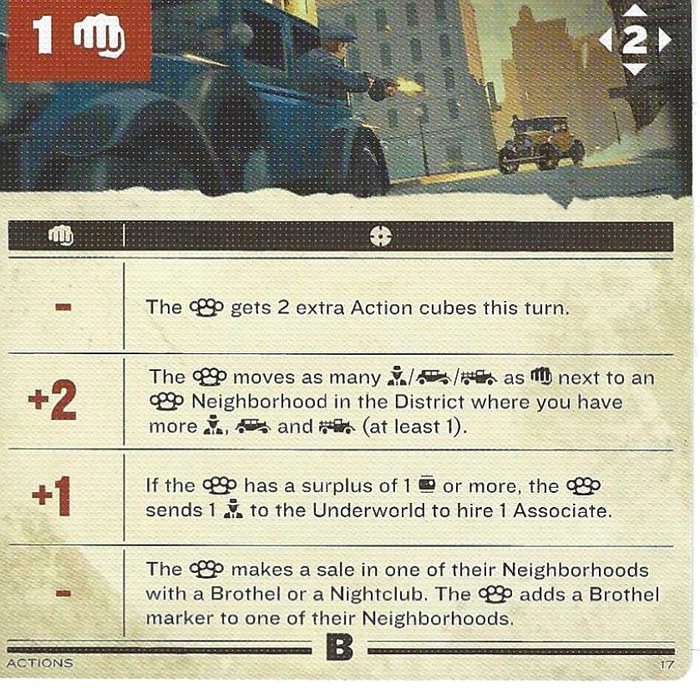 1
2
-
The gets 2 extra Action cubes this turn.
+2
The moves as many / / as next to an
Neighborhood in the District where you have
more , and (at least 1).
+1
If the has a surplus of 1 or more, the
sends 1 to the Underworld to hire 1 Associate.
-
The makes a sale in one of their Neighborhoods
with a Brothel or a Nightclub. The adds a Brothel
marker to one of their Neighborhoods.
B
ACTIONS
17